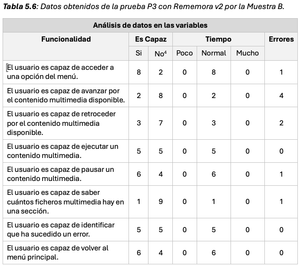 Tabla 5.6: Datos obtenidos de la prueba P3 con Rememora v2 por la Muestra B.
Análisis de datos en las variables
Funcionalidad Es Capaz Tiempo Errores
Si No⁴ Poco Normal Mucho
El usuario es capaz de acceder a
una opción del menú. 8 2 0 8 0 1
El usuario es capaz de avanzar
por el contenido multimedia disponible. 2 8 0 2 0 4
El usuario es capaz de retroceder
por el contenido multimedia
disponible. 3 7 0 3 0 2
El usuario es capaz de ejecutar un
contenido multimedia. 5 5 0 5 0 0
El usuario es capaz de pausar un
contenido multimedia. 6 4 0 6 0 0
El usuario es capaz de saber
cuántos ficheros multimedia hay en
una sección. 1 9 0 1 0 1
El usuario es capaz de identificar
que ha sucedido un error. 5 5 0 5 0 0
El usuario es capaz de volver al
menú principal. 6 4 0 6 0 0